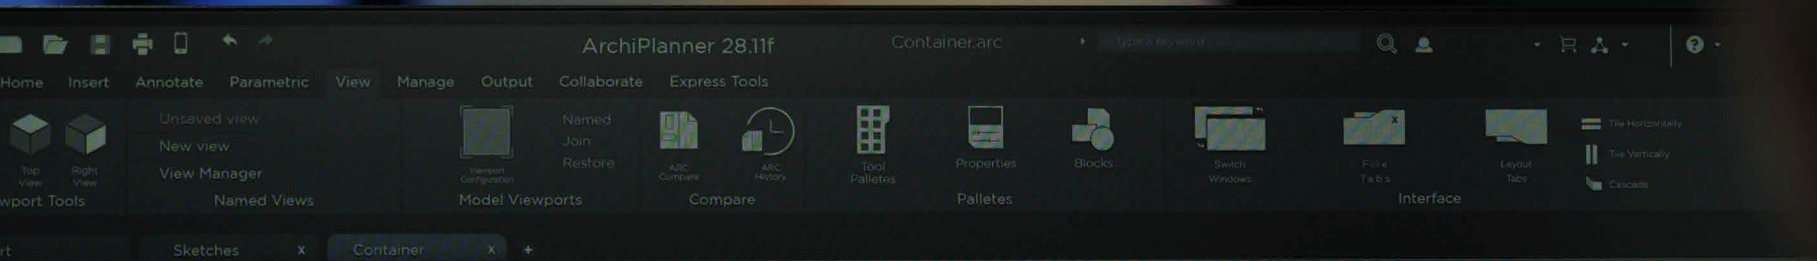 ArchiPlanner 28.11f Container.arc Type a keyword
Home Insert Annotate Parametric View Manage Output Collaborate Express Tools
Unsaved view
New view
View Manager
Named Views
Top View
Right View
wport Tools
Viewport Configuration
Named
Join
Restore
Model Viewports
ARC Compare
ARC History
Compare
Tool Palletes
Properties
Blocks
Palletes
Switch Windows
File Tabs
Layout Tabs
Tile Horizontally
Tile Vertically
Cascade
Interface
rt
Sketches x
Container x +